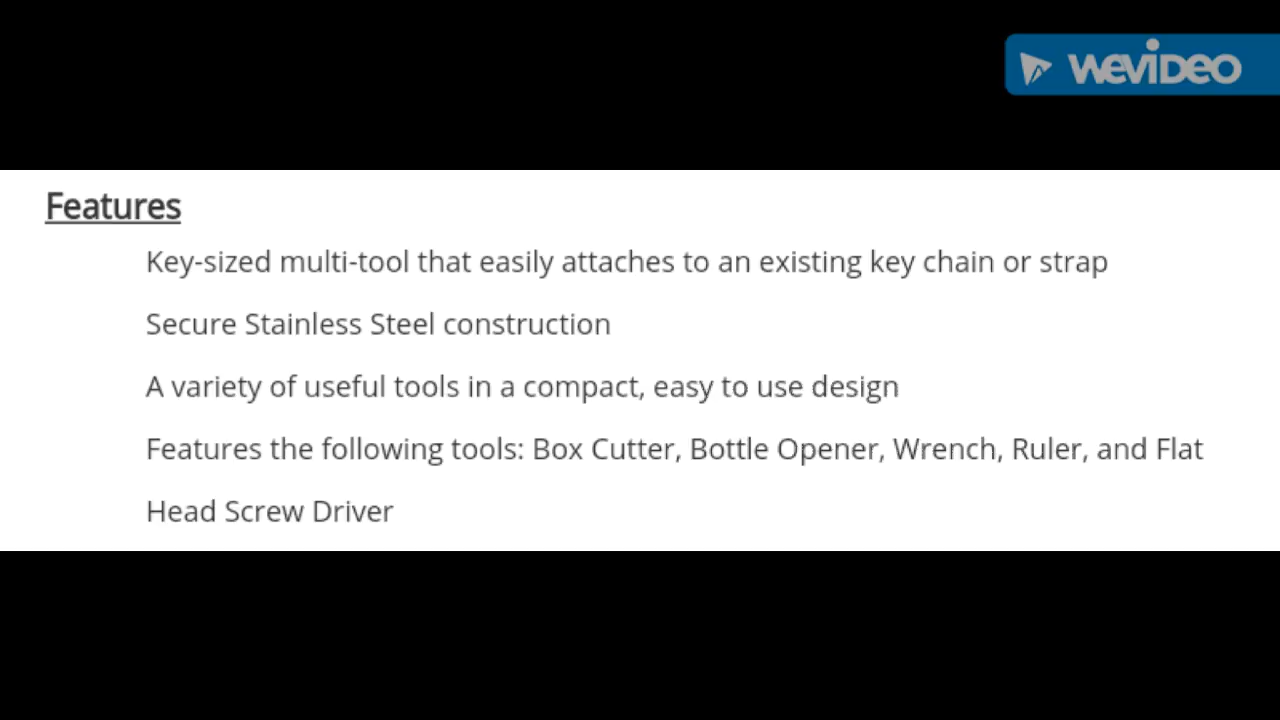 WEVIDEO
Features
Key-sized multi-tool that easily attaches to an existing key chain or strap
Secure Stainless Steel construction
A variety of useful tools in a compact, easy to use design
Features the following tools: Box Cutter, Bottle Opener, Wrench, Ruler, and Flat
Head Screw Driver